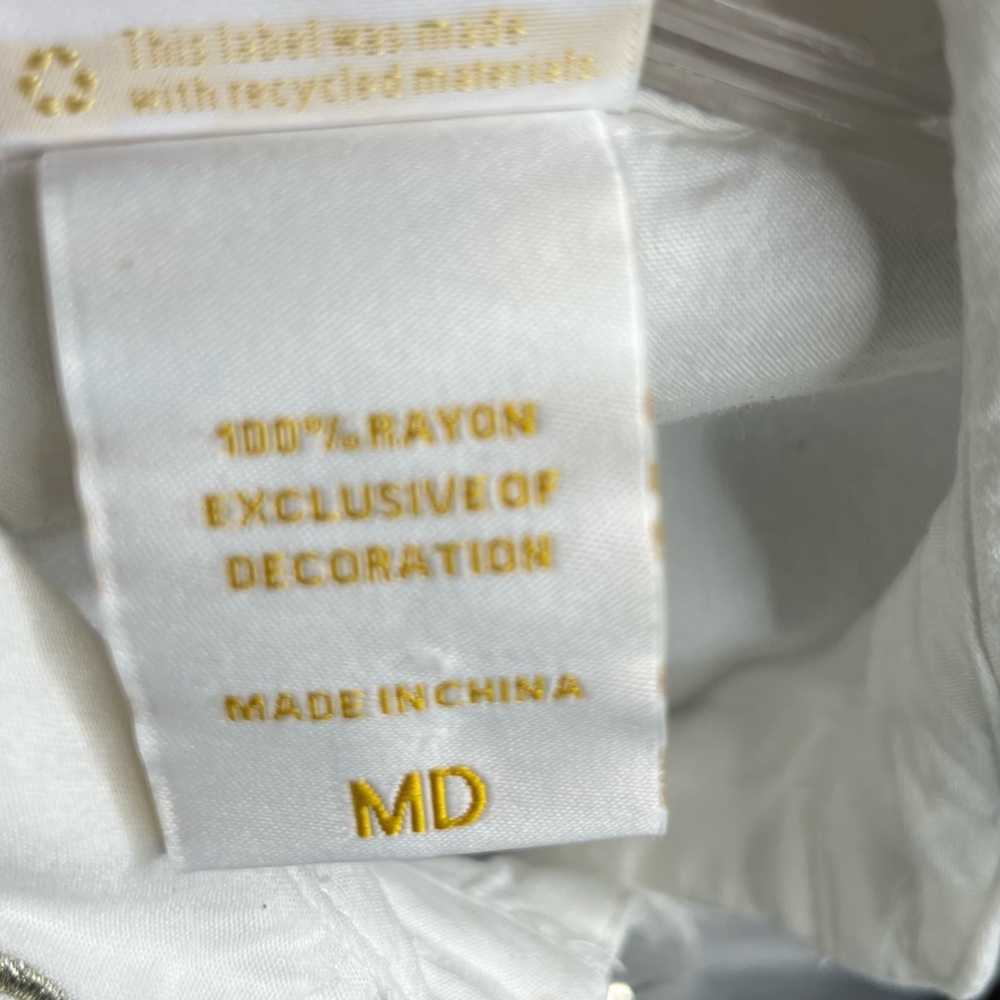 This label was made
with recycled materials
100% RAYON
EXCLUSIVE OF
DECORATION
MADE IN CHINA
MD